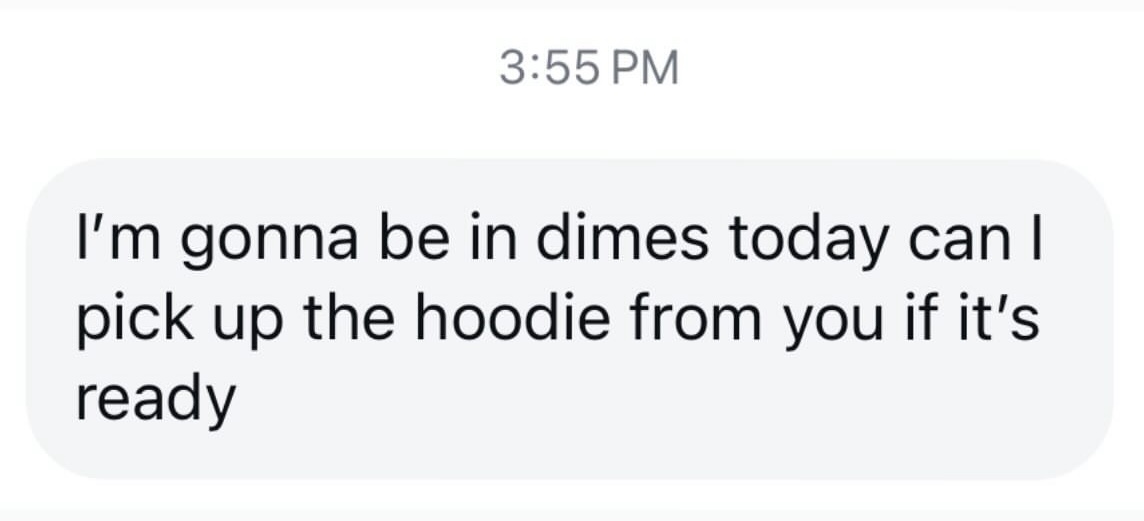 3:55 PM
I’m gonna be in dimes today can I
pick up the hoodie from you if it’s
ready